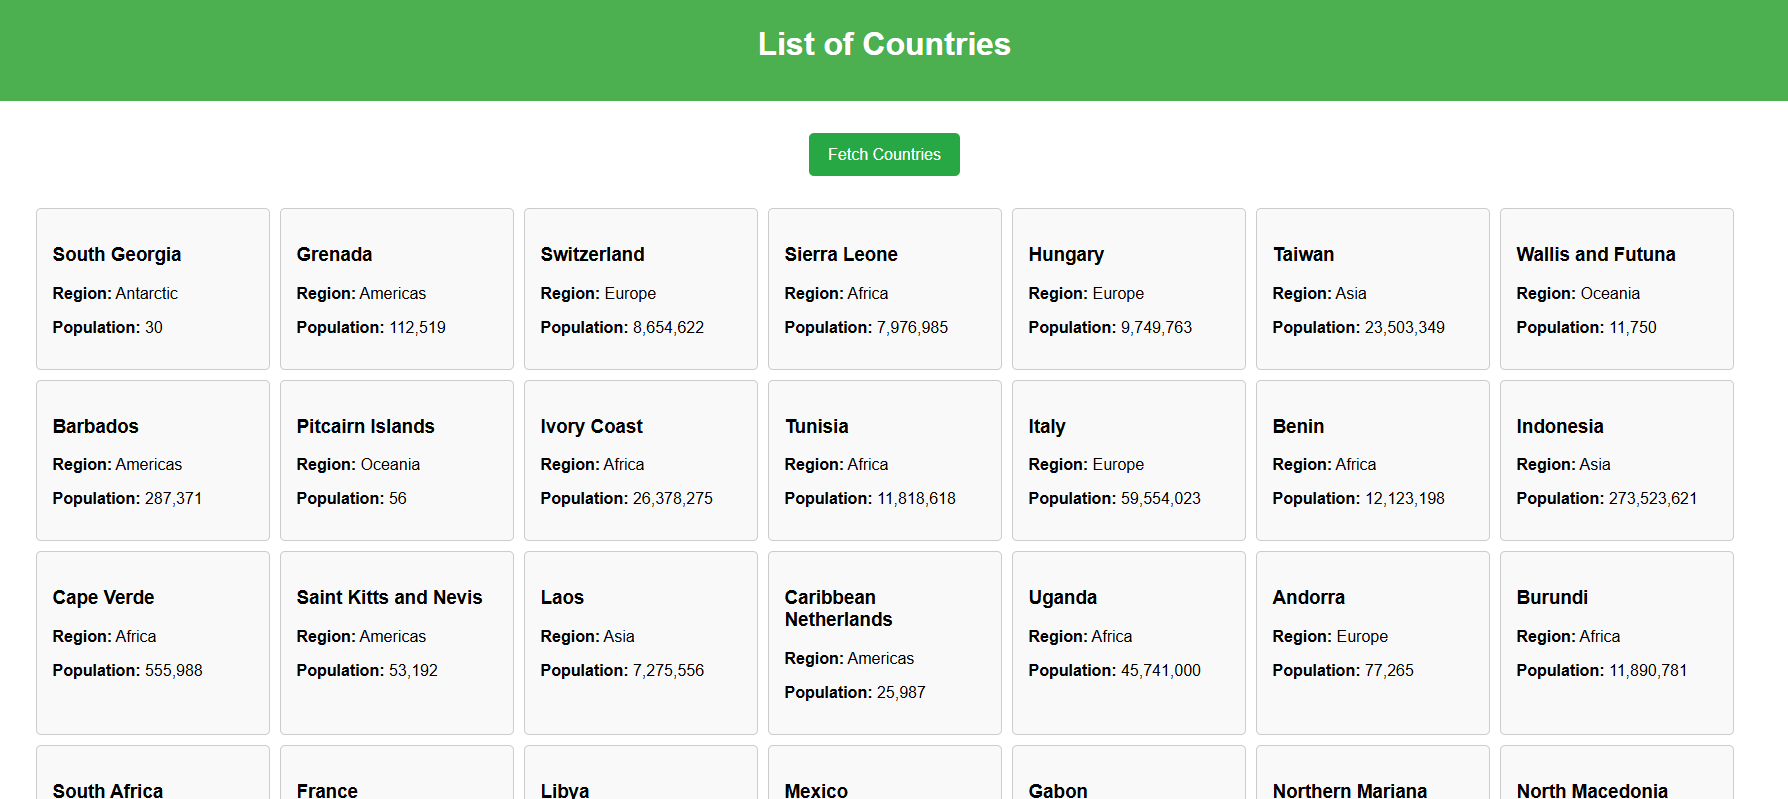 List of Countries
Fetch Countries
South Georgia
Region: Antarctic
Population: 30
Grenada
Region: Americas
Population: 112,519
Switzerland
Region: Europe
Population: 8,654,622
Sierra Leone
Region: Africa
Population: 7,976,985
Hungary
Region: Europe
Population: 9,749,763
Taiwan
Region: Asia
Population: 23,503,349
Wallis and Futuna
Region: Oceania
Population: 11,750
Barbados
Region: Americas
Population: 287,371
Pitcairn Islands
Region: Oceania
Population: 56
Ivory Coast
Region: Africa
Population: 26,378,275
Tunisia
Region: Africa
Population: 11,818,618
Italy
Region: Europe
Population: 59,554,023
Benin
Region: Africa
Population: 12,123,198
Indonesia
Region: Asia
Population: 273,523,621
Cape Verde
Region: Africa
Population: 555,988
Saint Kitts and Nevis
Region: Americas
Population: 53,192
Laos
Region: Asia
Population: 7,275,556
Caribbean
Netherlands
Region: Americas
Population: 25,987
Uganda
Region: Africa
Population: 45,741,000
Andorra
Region: Europe
Population: 77,265
Burundi
Region: Africa
Population: 11,890,781
South Africa
France
Libya
Mexico
Gabon
Northern Mariana
North Macedonia